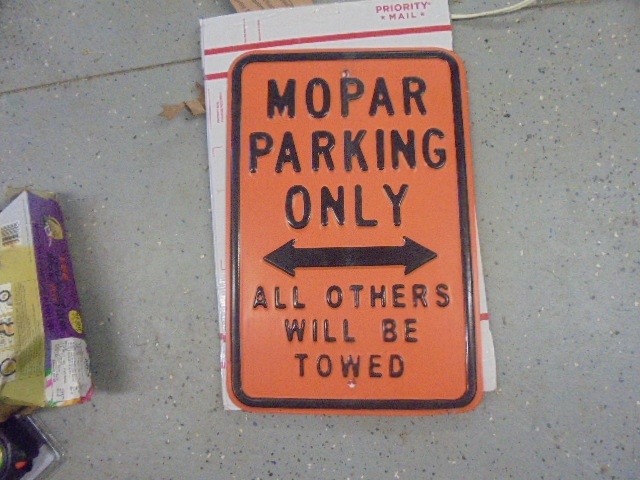 PRIORITY
★ MAIL ★
MOPAR
PARKING
ONLY
ALL OTHERS
WILL BE
TOWED